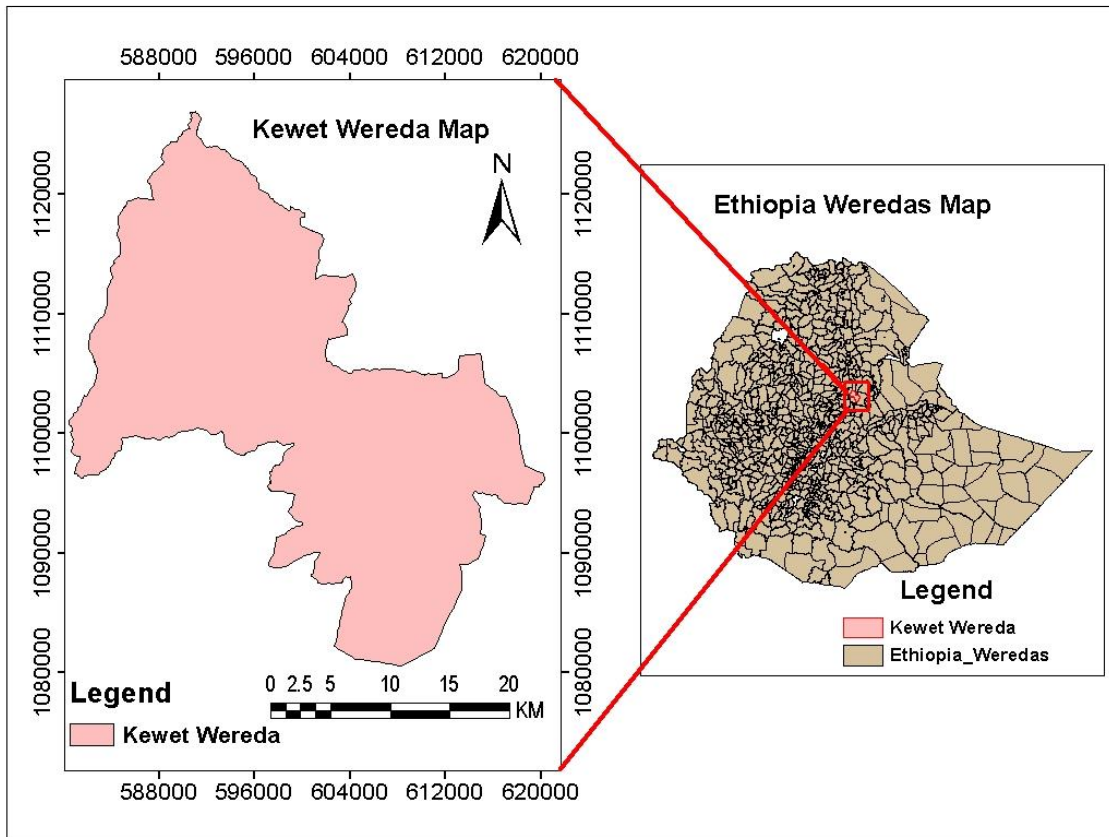 588000 596000 604000 612000 620000
Kewet Wereda Map
N
1120000
1110000
1100000
1090000
1080000
1120000
1110000
1100000
1090000
1080000
0 2.5 5 10 15 20
KM
Legend
Kewet Wereda
588000 596000 604000 612000 620000
Ethiopia Weredas Map
Legend
Kewet Wereda
Ethiopia_Weredas